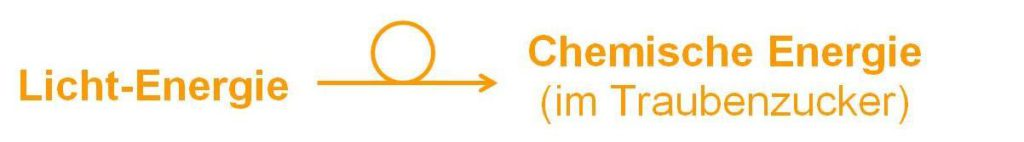 Licht-Energie
Chemische Energie
(im Traubenzucker)